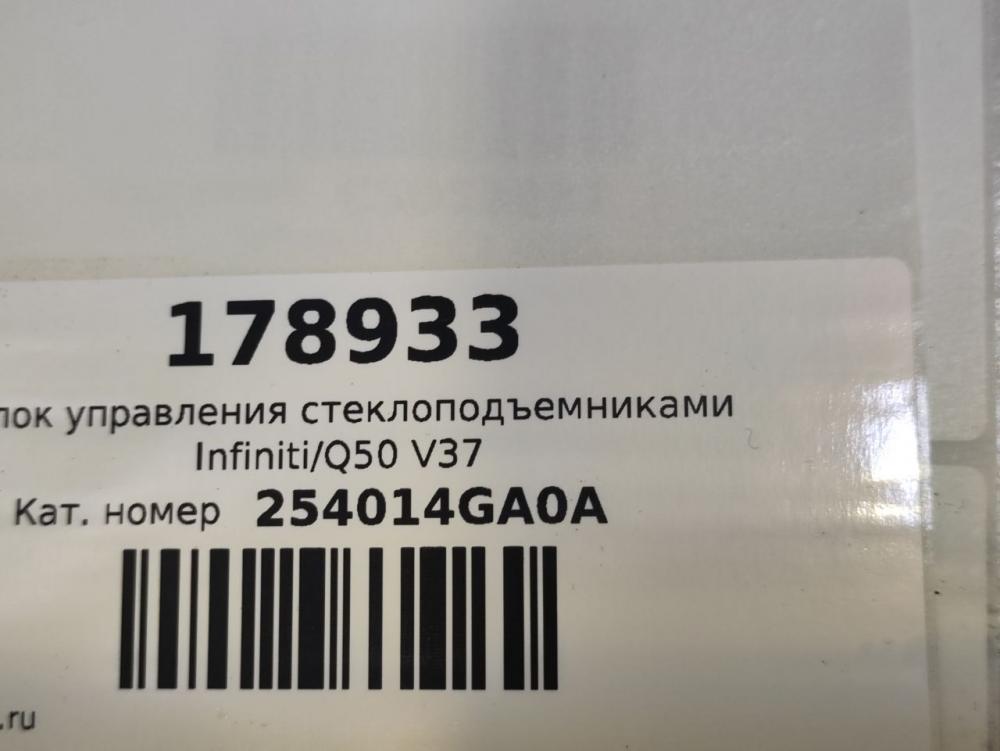 178933
лок управления стеклоподъемниками
Infiniti/Q50 V37
Кат. номер 254014GA0A
.ru